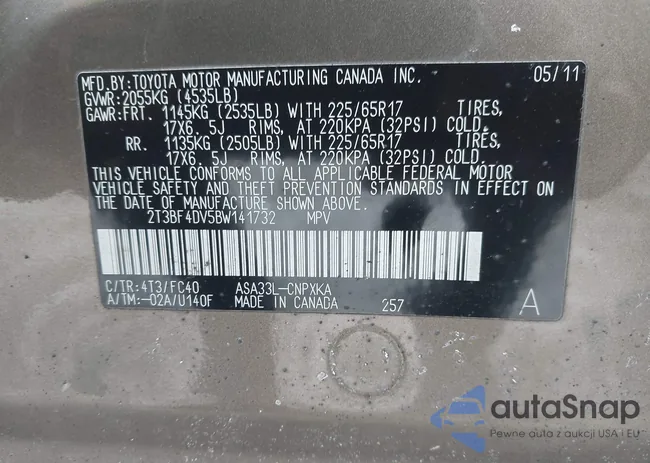 MFD.BY:TOYOTA MOTOR MANUFACTURING CANADA INC. 05/11
GVWR:2055KG (4535LB)
GAWR:FRT. 1145KG (2535LB) WITH 225/65R17 TIRES,
17X6.5J RIMS, AT 220KPA (32PSI) COLD.
RR. 1135KG (2505LB) WITH 225/65R17 TIRES,
17X6.5J RIMS, AT 220KPA (32PSI) COLD.
THIS VEHICLE CONFORMS TO ALL APPLICABLE FEDERAL MOTOR
VEHICLE SAFETY AND THEFT PREVENTION STANDARDS IN EFFECT ON
THE DATE OF MANUFACTURE SHOWN ABOVE.
2T3BF4DV5BW141732 MPV
C/TR:4T3/FC40 ASA33L-CNPXKA
A/TM:-02A/U140F MADE IN CANADA 257 A
autaSnap
Pewne auta z aukcji USA i EU